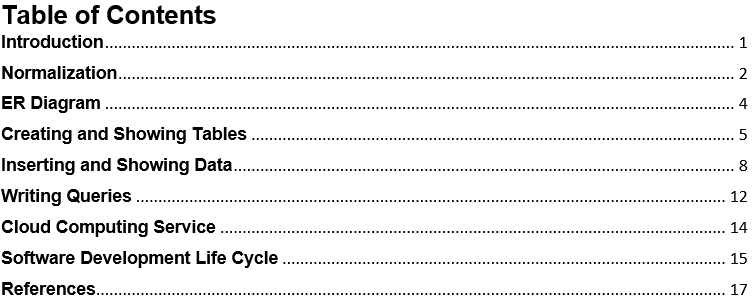 Table of Contents
Introduction.......... 1
Normalization.......... 2
ER Diagram .......... 4
Creating and Showing Tables .......... 5
Inserting and Showing Data.......... 8
Writing Queries .......... 12
Cloud Computing Service .......... 14
Software Development Life Cycle .......... 15
References.......... 17